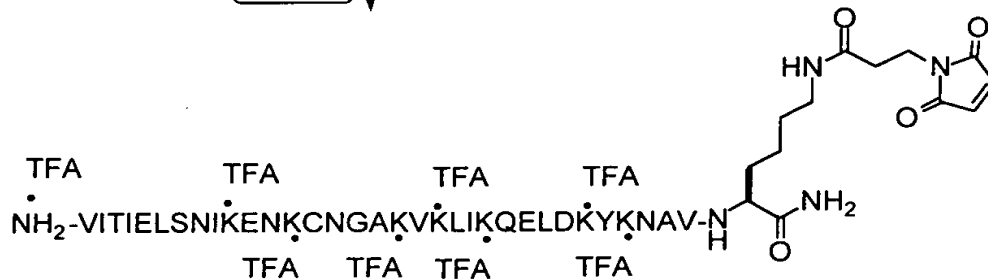 O
O
HN
N
O
TFA
TFA
TFA
TFA
NH2-VITIELSNIKENKCNGAKVKLIKQELDKYKNAV-N
H
NH2
O
TFA
TFA
TFA
TFA